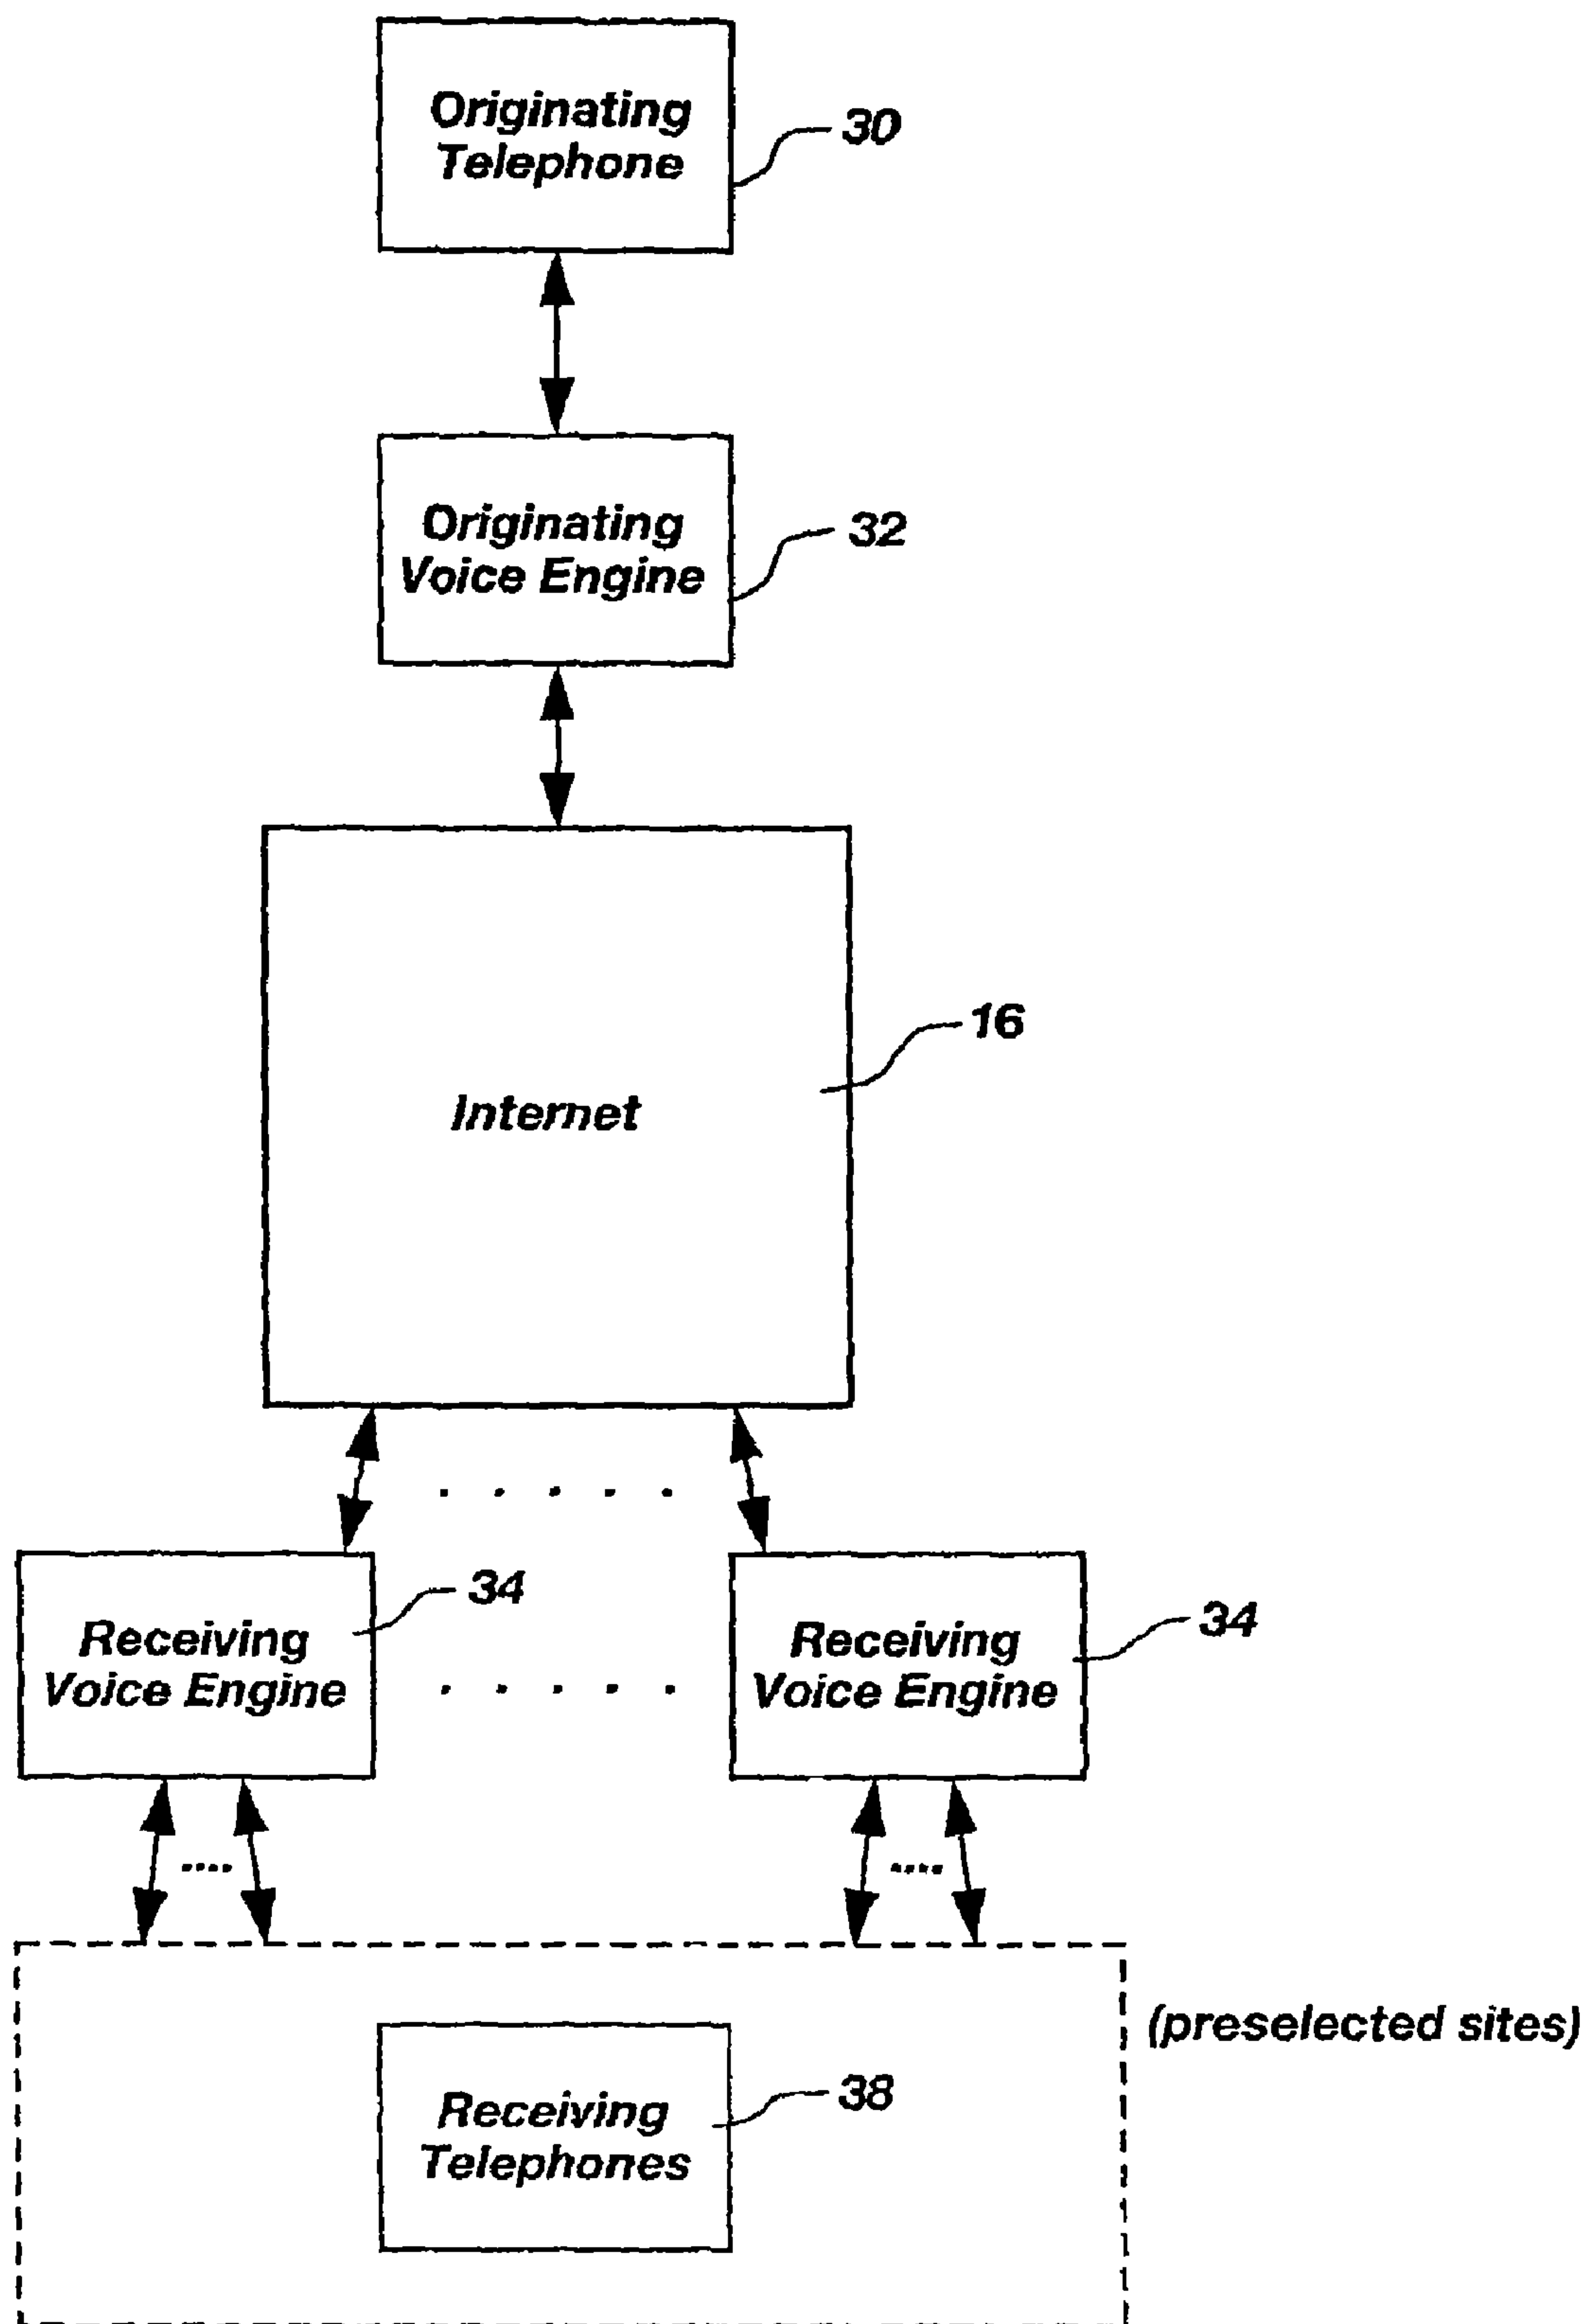 Originating
Telephone
30
Originating
Voice Engine
32
Internet
16
Receiving
Voice Engine
34
Receiving
Voice Engine
34
(preselected sites)
Receiving
Telephones
38